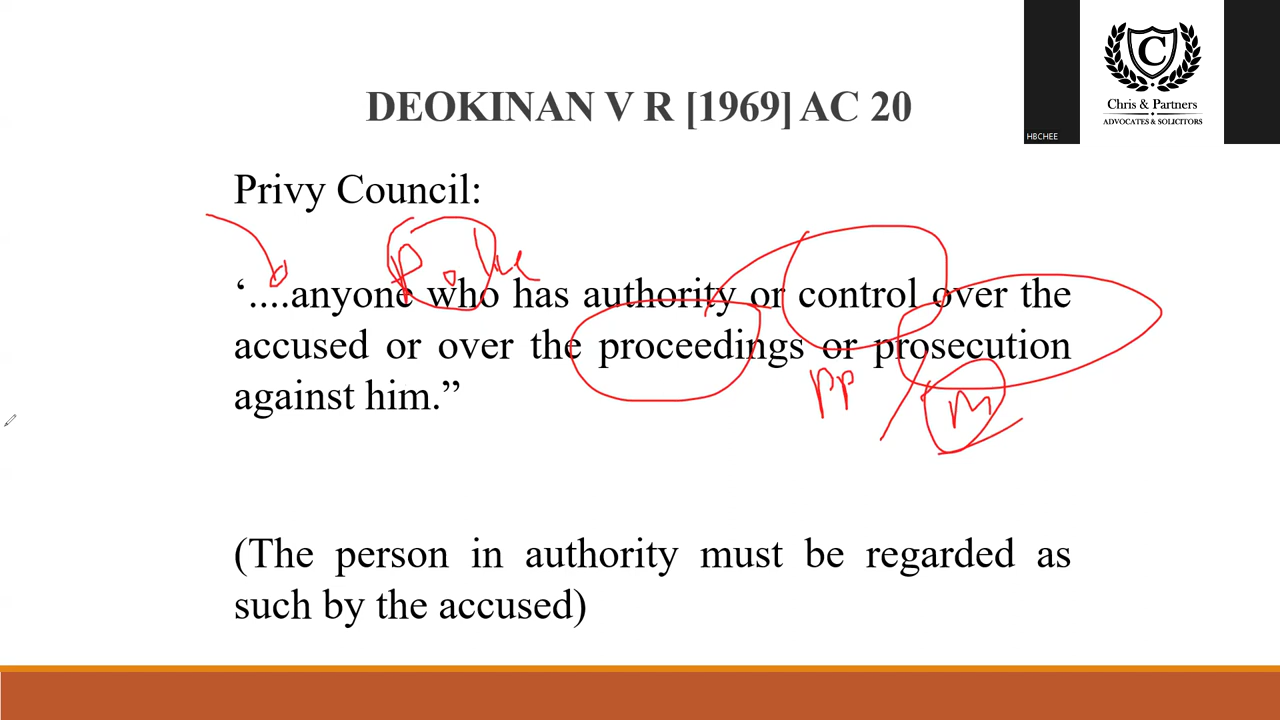 C
Chris & Partners
ADVOCATES & SOLICITORS
HBCHEE
DEOKINAN V R [1969] AC 20
Privy Council:
Police
‘....anyone who has authority or control over the
accused or over the proceedings or prosecution
PP
against him.”
(The person in authority must be regarded as
such by the accused)